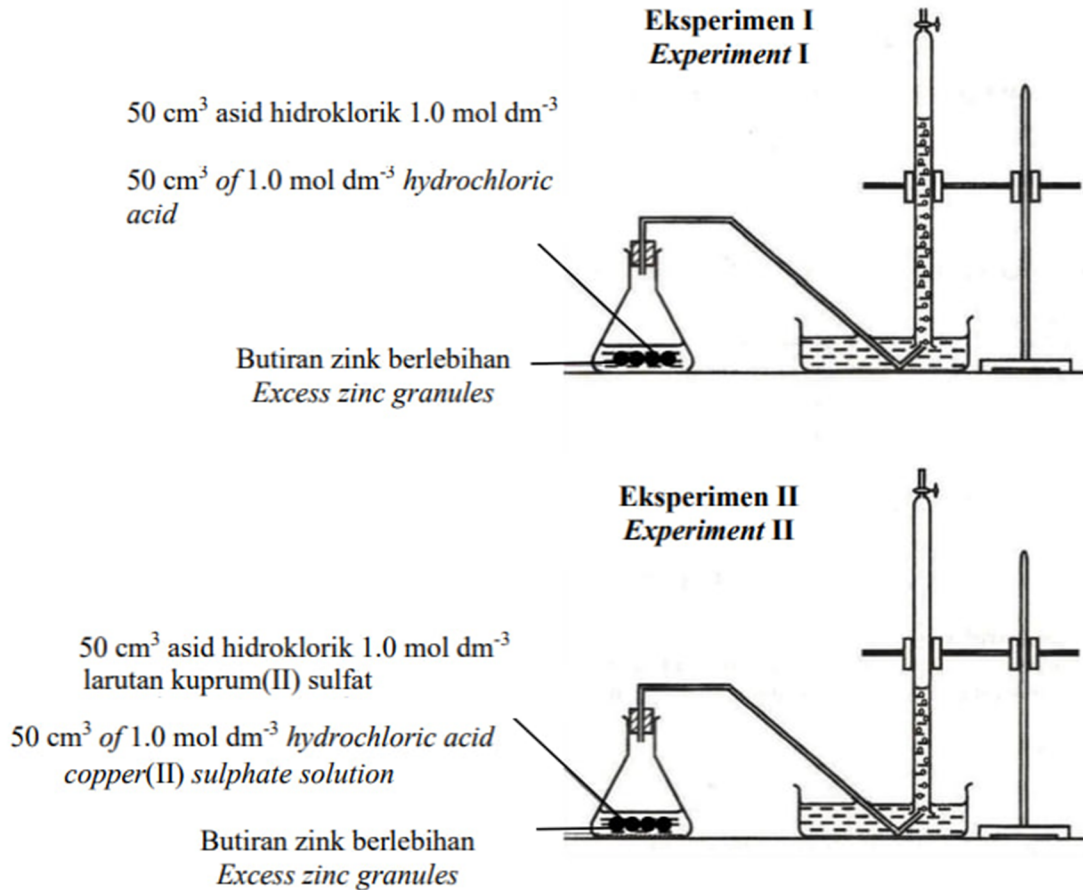 Eksperimen I
Experiment I
50 cm³ asid hidroklorik 1.0 mol dm⁻³
50 cm³ of 1.0 mol dm⁻³ hydrochloric
acid
Butiran zink berlebihan
Excess zinc granules
Eksperimen II
Experiment II
50 cm³ asid hidroklorik 1.0 mol dm⁻³
larutan kuprum(II) sulfat
50 cm³ of 1.0 mol dm⁻³ hydrochloric acid
copper(II) sulphate solution
Butiran zink berlebihan
Excess zinc granules